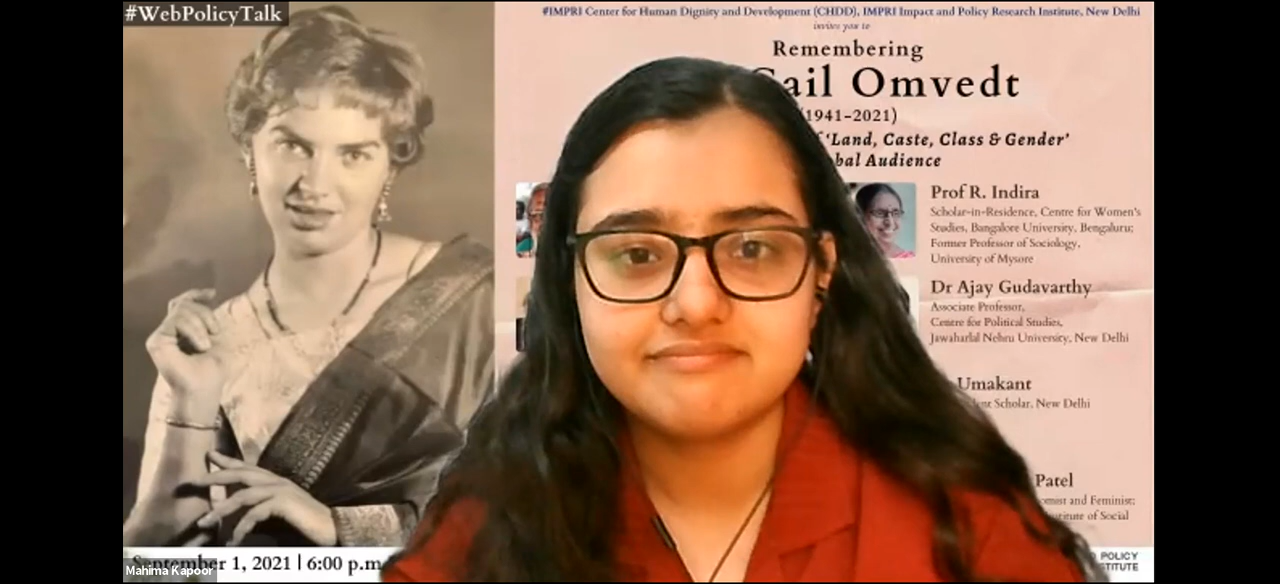 #WebPolicyTalk
#IMPRI Center for Human Dignity and Development (CHDD), IMPRI Impact and Policy Research Institute, New Delhi
invites you to
Remembering
Gail Omvedt
(1941-2021)
'Land, Caste, Class & Gender'
Audience
Prof R. Indira
Scholar-in-Residence, Centre for Women's
Studies, Bangalore University, Bengaluru;
Former Professor of Sociology,
University of Mysore
Dr Ajay Gudavarthy
Associate Professor,
Centre for Political Studies,
Jawaharlal Nehru University, New Delhi
Umakant
Scholar, New Delhi
Patel
and Feminist;
of Social
September 1, 2021 | 6:00 p.m
Mahima Kapoor
POLICY